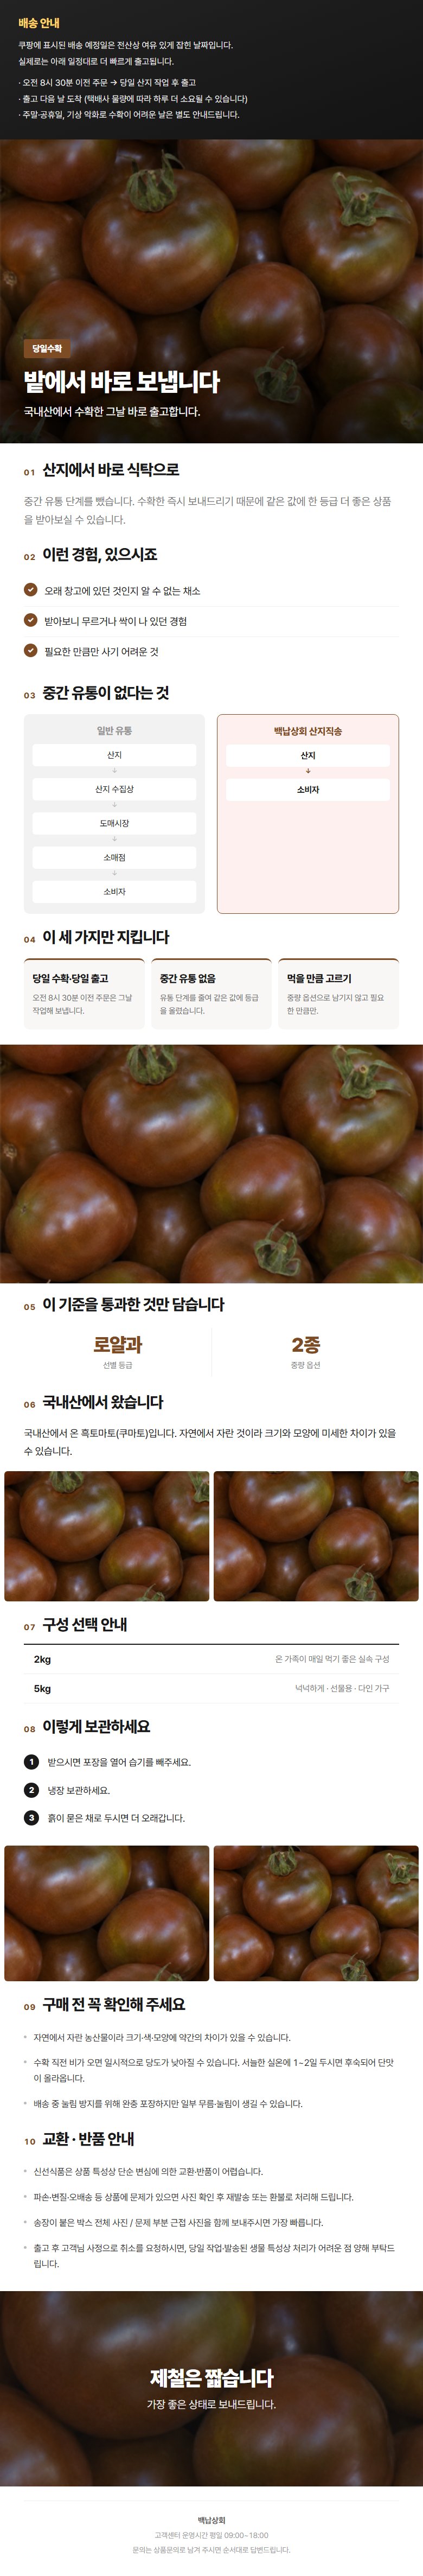 배송 안내
쿠팡에 표시된 배송 예정일은 전산상 여유 있게 잡힌 날짜입니다.
실제로는 아래 일정대로 더 빠르게 출고됩니다.
· 오전 8시 30분 이전 주문 → 당일 산지 작업 후 출고
· 출고 다음 날 도착 (택배사 물량에 따라 하루 더 소요될 수 있습니다)
· 주말·공휴일, 기상 악화로 수확이 어려운 날은 별도 안내드립니다.
당일수확
밭에서 바로 보냅니다
국내산에서 수확한 그날 바로 출고합니다.
01 산지에서 바로 식탁으로
중간 유통 단계를 뺐습니다. 수확한 즉시 보내드리기 때문에 같은 값에 한 등급 더 좋은 상품
을 받아보실 수 있습니다.
02 이런 경험, 있으시죠
오래 창고에 있던 것인지 알 수 없는 채소
받아보니 무르거나 싹이 나 있던 경험
필요한 만큼만 사기 어려운 것
03 중간 유통이 없다는 것
일반 유통
산지
↓
산지 수집상
↓
도매시장
↓
소매점
↓
소비자
백납상회 산지직송
산지
↓
소비자
04 이 세 가지만 지킵니다
당일 수확·당일 출고
오전 8시 30분 이전 주문은 그날
작업해 보냅니다.
중간 유통 없음
유통 단계를 줄여 같은 값에 등급
을 올렸습니다.
먹을 만큼 고르기
중량 옵션으로 남기지 않고 필요
한 만큼만.
05 이 기준을 통과한 것만 담습니다
로얄과
선별 등급
2종
중량 옵션
06 국내산에서 왔습니다
국내산에서 온 흑토마토(쿠마토)입니다. 자연에서 자란 것이라 크기와 모양에 미세한 차이가 있을
수 있습니다.
07 구성 선택 안내
2kg 온 가족이 매일 먹기 좋은 실속 구성
5kg 넉넉하게 · 선물용 · 다인 가구
08 이렇게 보관하세요
1 받으시면 포장을 열어 습기를 빼주세요.
2 냉장 보관하세요.
3 흙이 묻은 채로 두시면 더 오래갑니다.
09 구매 전 꼭 확인해 주세요
자연에서 자란 농산물이라 크기·색·모양에 약간의 차이가 있을 수 있습니다.
수확 직전 비가 오면 일시적으로 당도가 낮아질 수 있습니다. 서늘한 실온에 1~2일 두시면 후숙되어 단맛
이 올라옵니다.
배송 중 눌림 방지를 위해 완충 포장하지만 일부 무름·눌림이 생길 수 있습니다.
10 교환 · 반품 안내
신선식품은 상품 특성상 단순 변심에 의한 교환·반품이 어렵습니다.
파손·변질·오배송 등 상품에 문제가 있으면 사진 확인 후 재발송 또는 환불로 처리해 드립니다.
송장이 붙은 박스 전체 사진 / 문제 부분 근접 사진을 함께 보내주시면 가장 빠릅니다.
출고 후 고객님 사정으로 취소를 요청하시면, 당일 작업·발송된 생물 특성상 처리가 어려운 점 양해 부탁드
립니다.
제철은 짧습니다
가장 좋은 상태로 보내드립니다.
백납상회
고객센터 운영시간 평일 09:00~18:00
문의는 상품문의로 남겨 주시면 순서대로 답변드립니다.